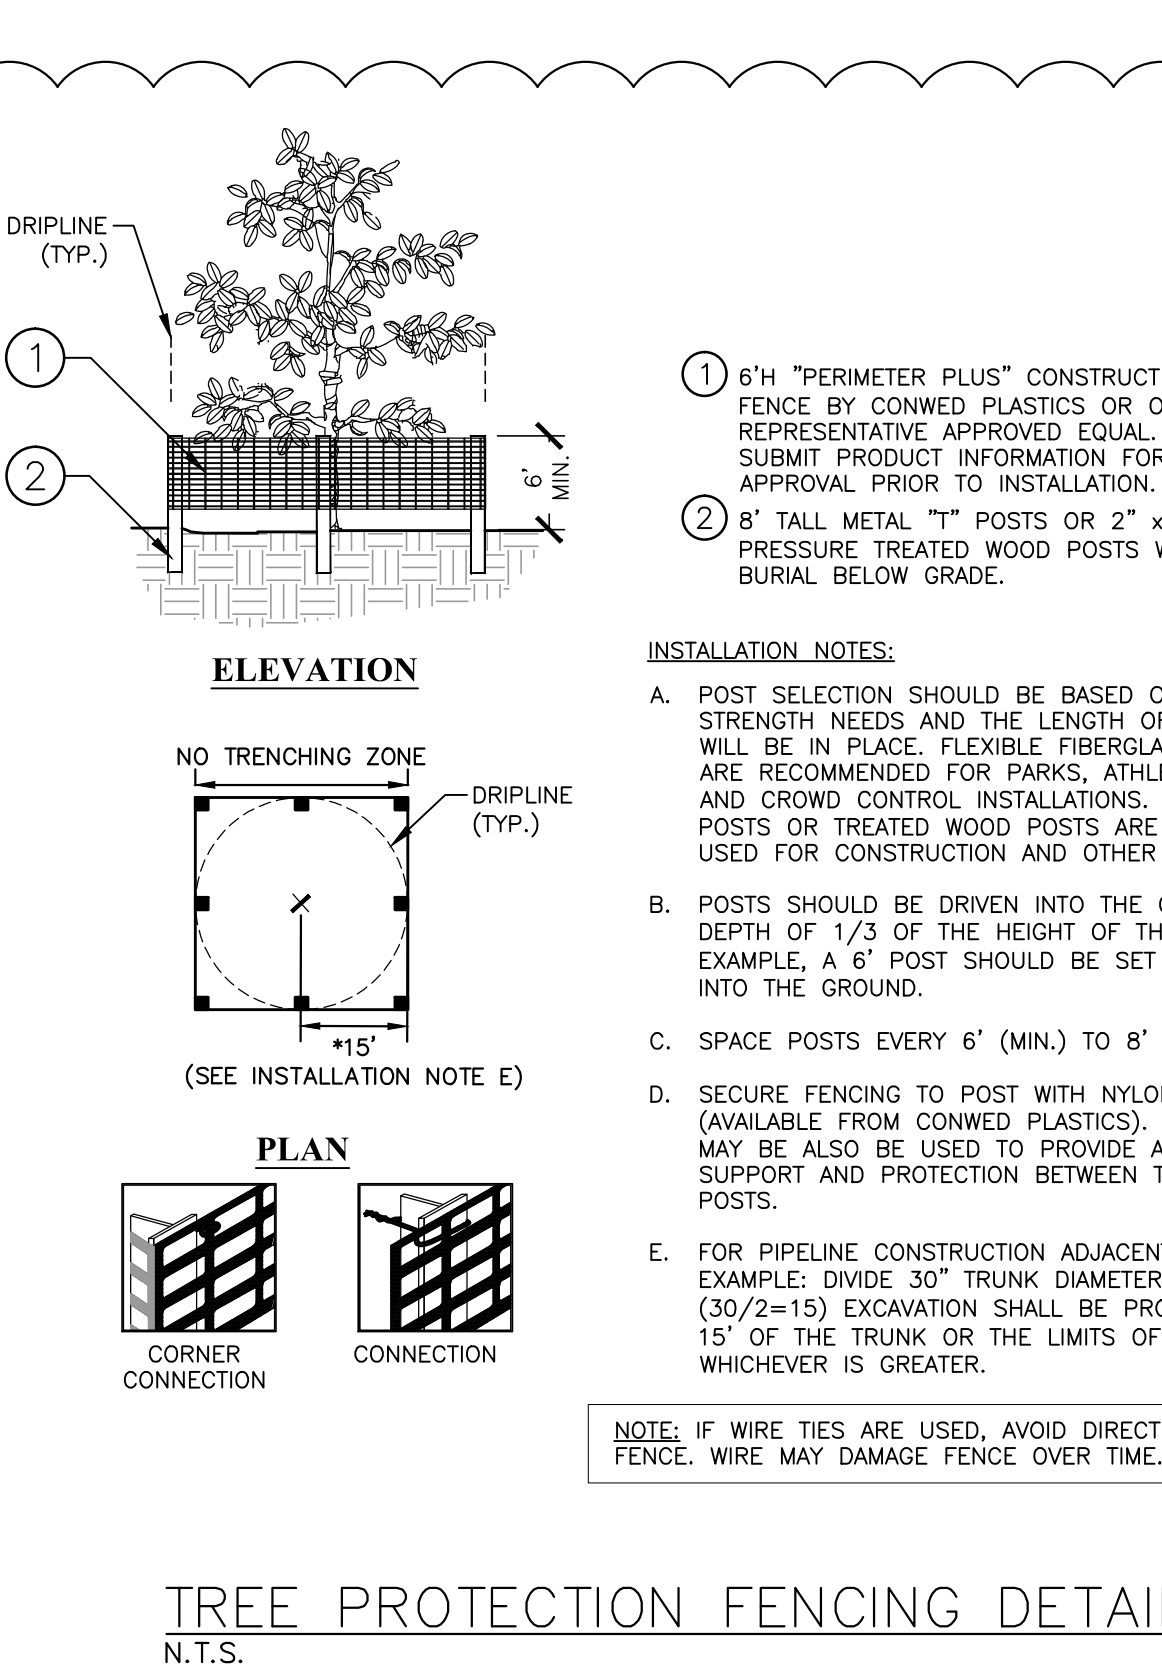 DRIPLINE
(TYP.)
1
2
6'
MIN.
ELEVATION
NO TRENCHING ZONE
DRIPLINE
(TYP.)
*15'
(SEE INSTALLATION NOTE E)
PLAN
CORNER
CONNECTION
CONNECTION
1 6'H "PERIMETER PLUS" CONSTRUCT
FENCE BY CONWED PLASTICS OR O
REPRESENTATIVE APPROVED EQUAL.
SUBMIT PRODUCT INFORMATION FOR
APPROVAL PRIOR TO INSTALLATION.
2 8' TALL METAL "T" POSTS OR 2" x
PRESSURE TREATED WOOD POSTS W
BURIAL BELOW GRADE.
INSTALLATION NOTES:
A. POST SELECTION SHOULD BE BASED O
STRENGTH NEEDS AND THE LENGTH OF
WILL BE IN PLACE. FLEXIBLE FIBERGLA
ARE RECOMMENDED FOR PARKS, ATHLE
AND CROWD CONTROL INSTALLATIONS.
POSTS OR TREATED WOOD POSTS ARE
USED FOR CONSTRUCTION AND OTHER
B. POSTS SHOULD BE DRIVEN INTO THE G
DEPTH OF 1/3 OF THE HEIGHT OF TH
EXAMPLE, A 6' POST SHOULD BE SET
INTO THE GROUND.
C. SPACE POSTS EVERY 6' (MIN.) TO 8'
D. SECURE FENCING TO POST WITH NYLO
(AVAILABLE FROM CONWED PLASTICS).
MAY BE ALSO BE USED TO PROVIDE A
SUPPORT AND PROTECTION BETWEEN T
POSTS.
E. FOR PIPELINE CONSTRUCTION ADJACENT
EXAMPLE: DIVIDE 30" TRUNK DIAMETER
(30/2=15) EXCAVATION SHALL BE PRO
15' OF THE TRUNK OR THE LIMITS OF
WHICHEVER IS GREATER.
NOTE: IF WIRE TIES ARE USED, AVOID DIRECT
FENCE. WIRE MAY DAMAGE FENCE OVER TIME.
TREE PROTECTION FENCING DETAI
N.T.S.